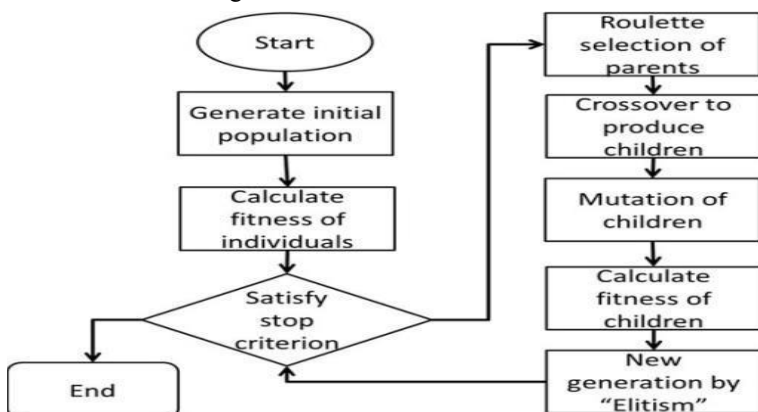 Start
Generate initial
population
Calculate
fitness of
individuals
Satisfy
stop
criterion
End
Roulette
selection of
parents
Crossover to
produce
children
Mutation of
children
Calculate
fitness of
children
New
generation by
“Elitism”